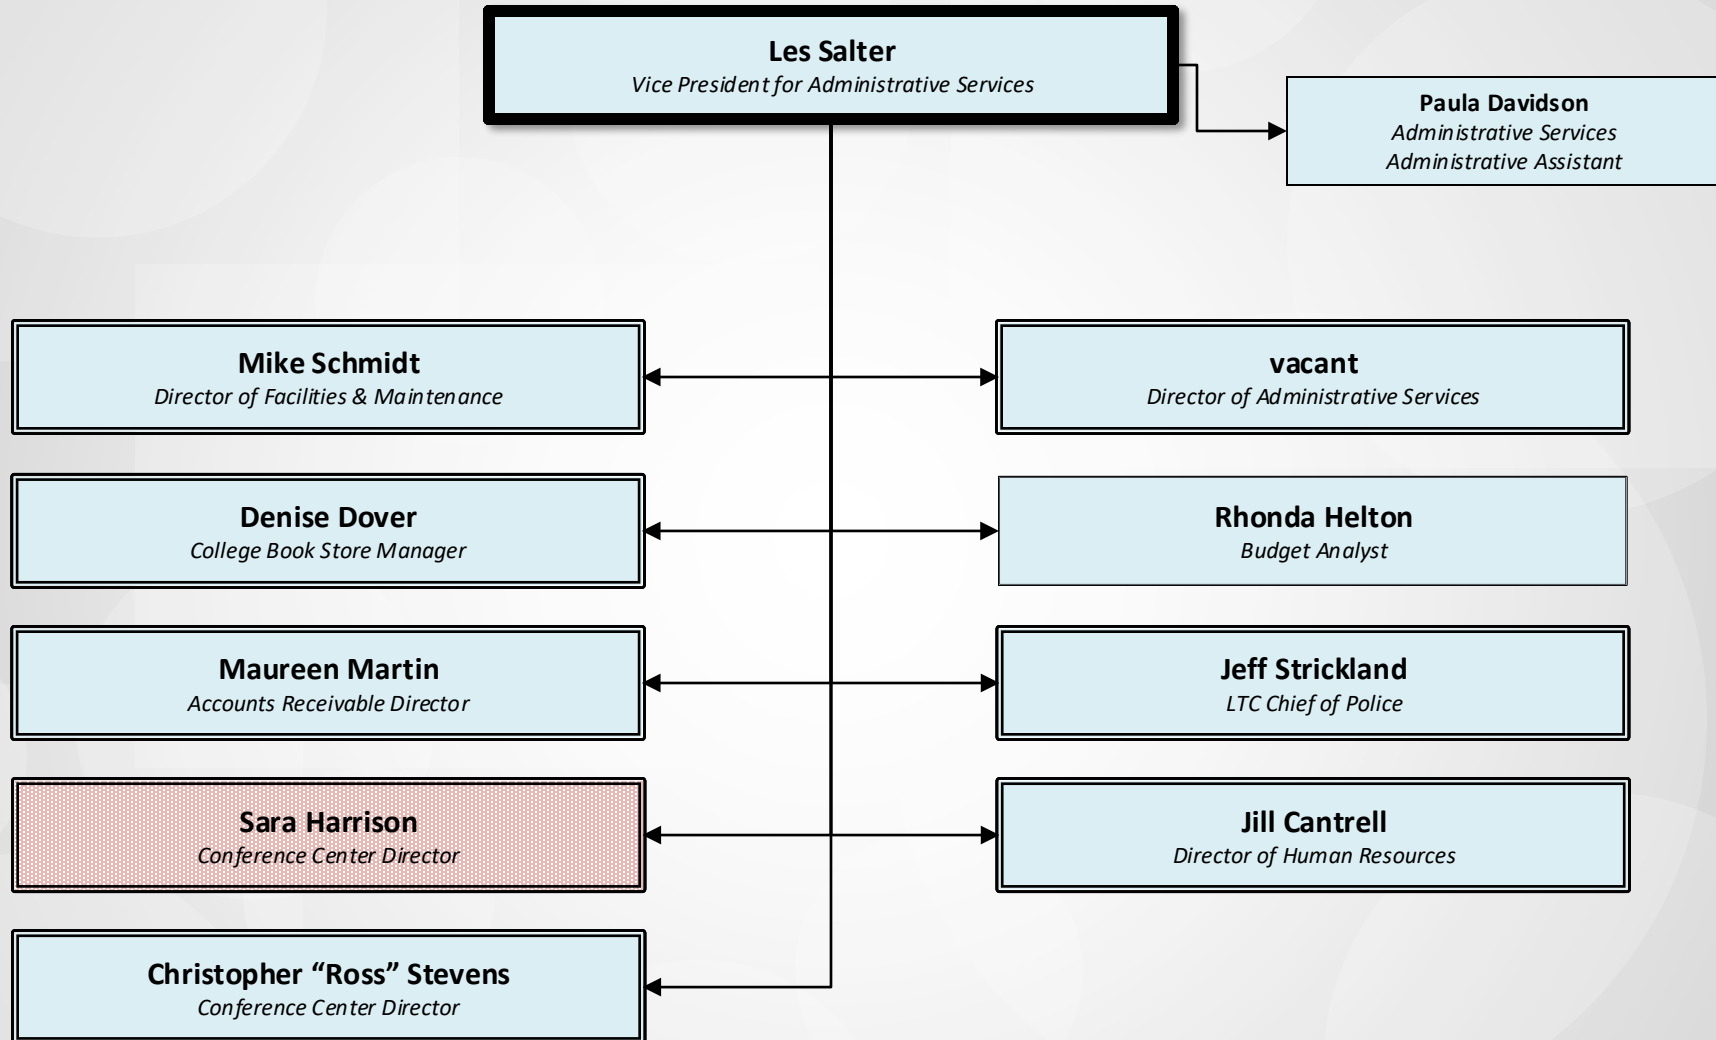 Les Salter
Vice President for Administrative Services
Paula Davidson
Administrative Services
Administrative Assistant
Mike Schmidt
Director of Facilities & Maintenance
vacant
Director of Administrative Services
Denise Dover
College Book Store Manager
Rhonda Helton
Budget Analyst
Maureen Martin
Accounts Receivable Director
Jeff Strickland
LTC Chief of Police
Sara Harrison
Conference Center Director
Jill Cantrell
Director of Human Resources
Christopher “Ross” Stevens
Conference Center Director